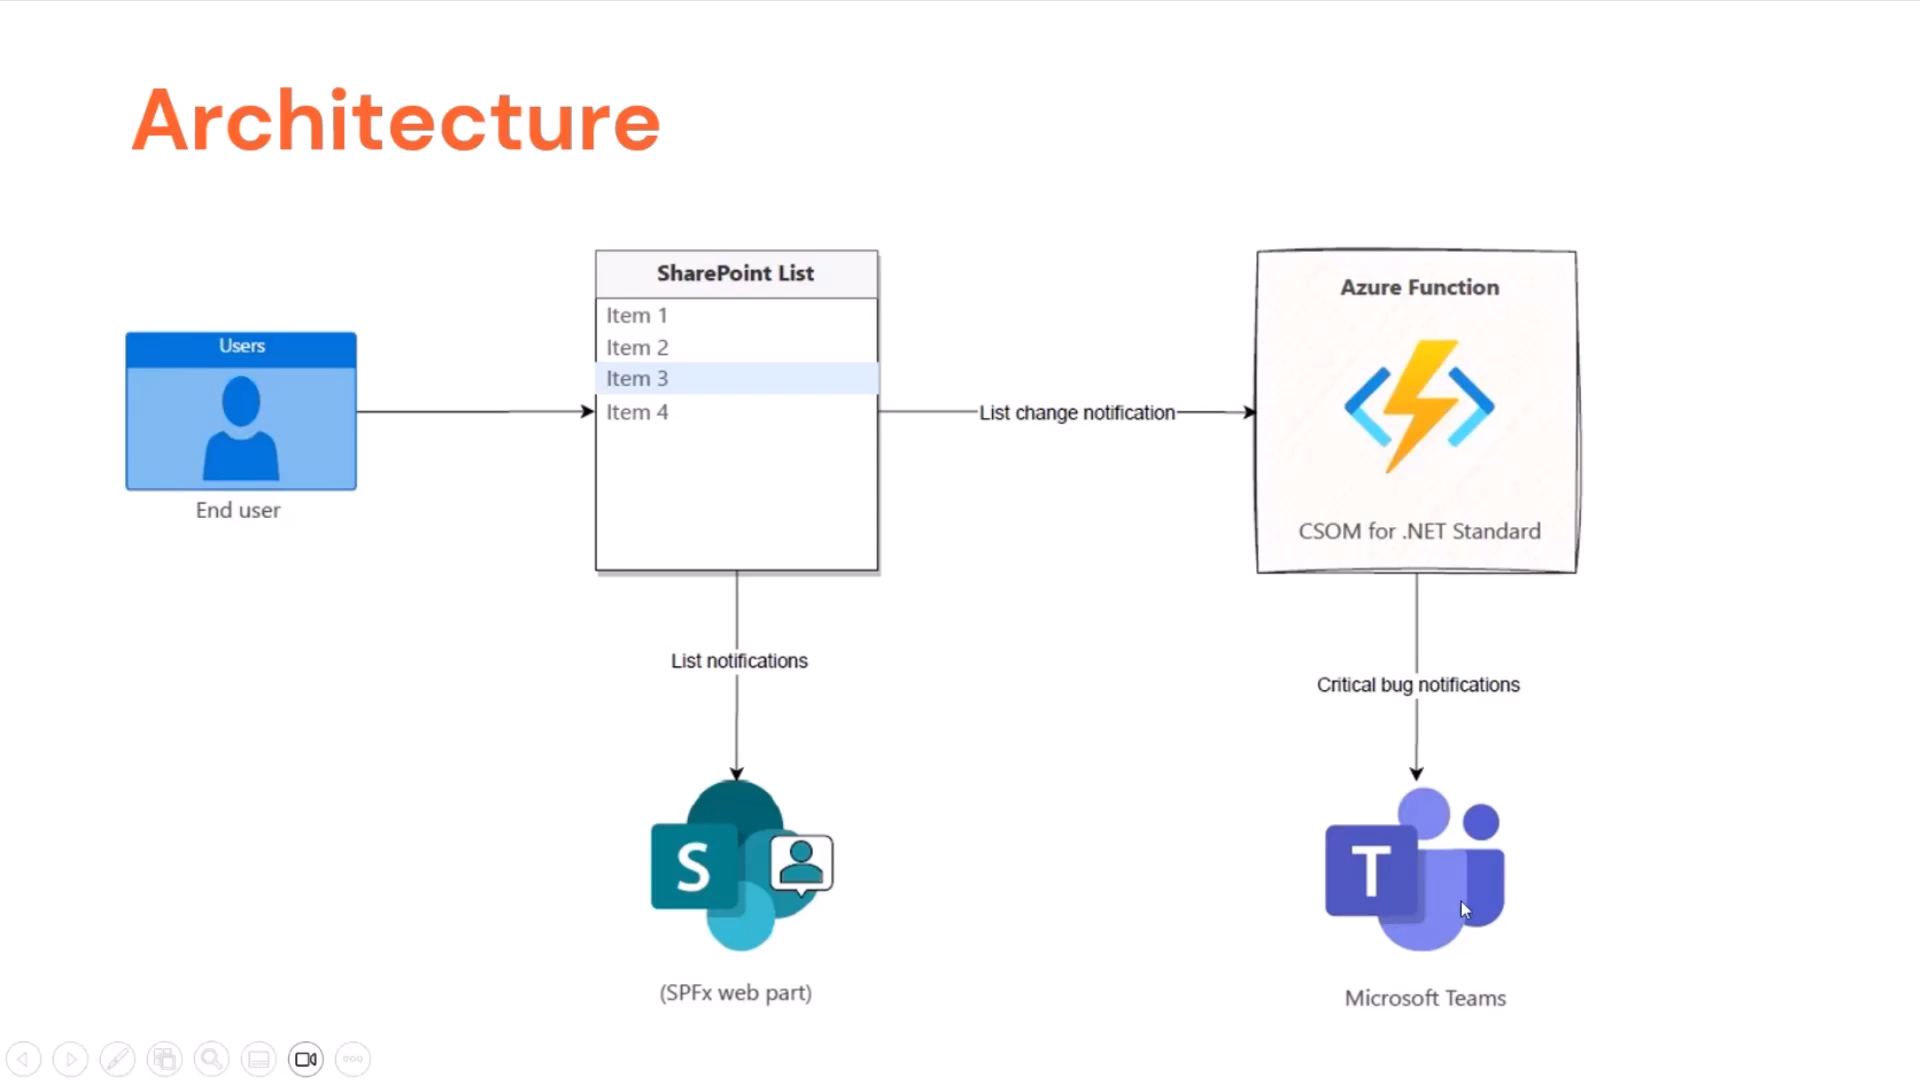 Architecture
Users
End user
SharePoint List
Item 1
Item 2
Item 3
Item 4
List change notification
Azure Function
CSOM for .NET Standard
List notifications
Critical bug notifications
S
(SPFx web part)
T
Microsoft Teams